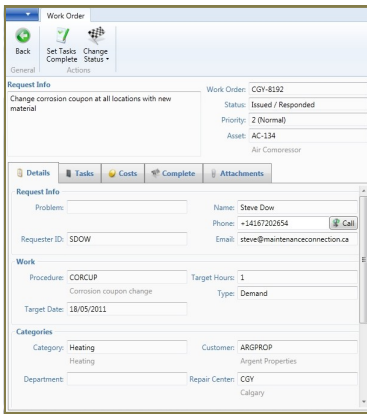 Work Order
Back
Set Tasks Complete
Change Status
General
Actions
Request Info
Change corrosion coupon at all locations with new
material
Work Order: CGY-8192
Status: Issued / Responded
Priority: 2 (Normal)
Asset: AC-134
Air Comoressor
Details Tasks Costs Complete Attachments
Request Info
Problem:
Name: Steve Dow
Phone: +14167202654 Call
Requester ID: SDOW
Email: steve@maintenanceconnection.ca
Work
Procedure: CORCUP
Target Hours: 1
Corrosion coupon change
Type: Demand
Target Date: 18/05/2011
Categories
Category: Heating
Customer: ARGPROP
Heating
Argent Properties
Department:
Repair Center: CGY
Calgary